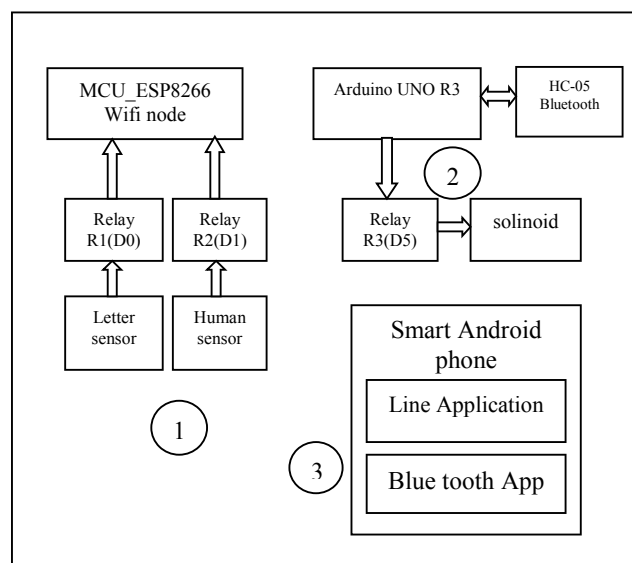 MCU_ESP8266
Wifi node
Relay
R1(D0)
Relay
R2(D1)
Letter
sensor
Human
sensor
1
Arduino UNO R3
HC-05
Bluetooth
2
Relay
R3(D5)
solinoid
Smart Android
phone
Line Application
3
Blue tooth App